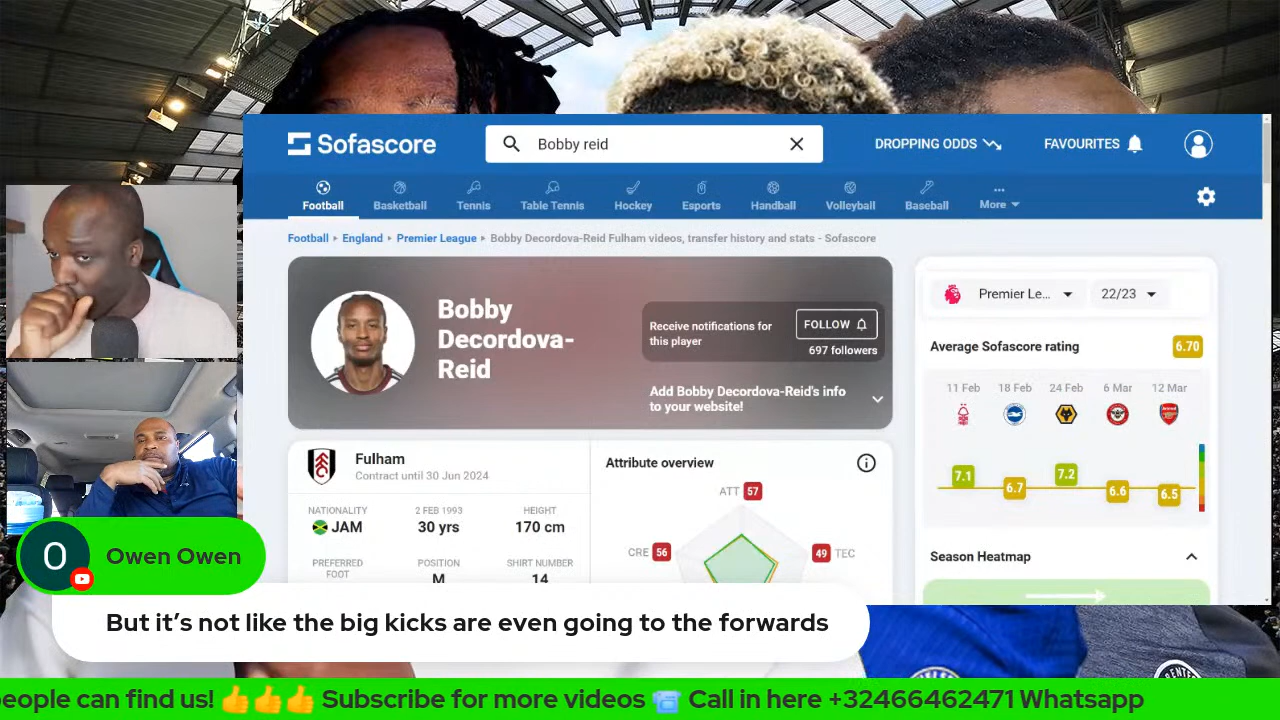 Sofascore
Bobby reid
DROPPING ODDS
FAVOURITES
Football
Basketball
Tennis
Table Tennis
Hockey
Esports
Handball
Volleyball
Baseball
More
Football England Premier League Bobby Decordova-Reid Fulham videos, transfer history and stats - Sofascore
Bobby
Decordova-
Reid
Receive notifications for
this player
FOLLOW
697 followers
Add Bobby Decordova-Reid's info
to your website!
Premier Le...
22/23
Average Sofascore rating
6.70
11 Feb
18 Feb
24 Feb
6 Mar
12 Mar
7.1
6.7
7.2
6.6
6.5
Season Heatmap
Fulham
Contract until 30 Jun 2024
NATIONALITY
2 FEB 1993
HEIGHT
JAM
30 yrs
170 cm
PREFERRED
FOOT
POSITION
SHIRT NUMBER
M
14
Attribute overview
ATT 57
CRE 56
49 TEC
O
Owen Owen
But it’s not like the big kicks are even going to the forwards
people can find us! 👍👍👍 Subscribe for more videos Call in here +32466462471 Whatsapp